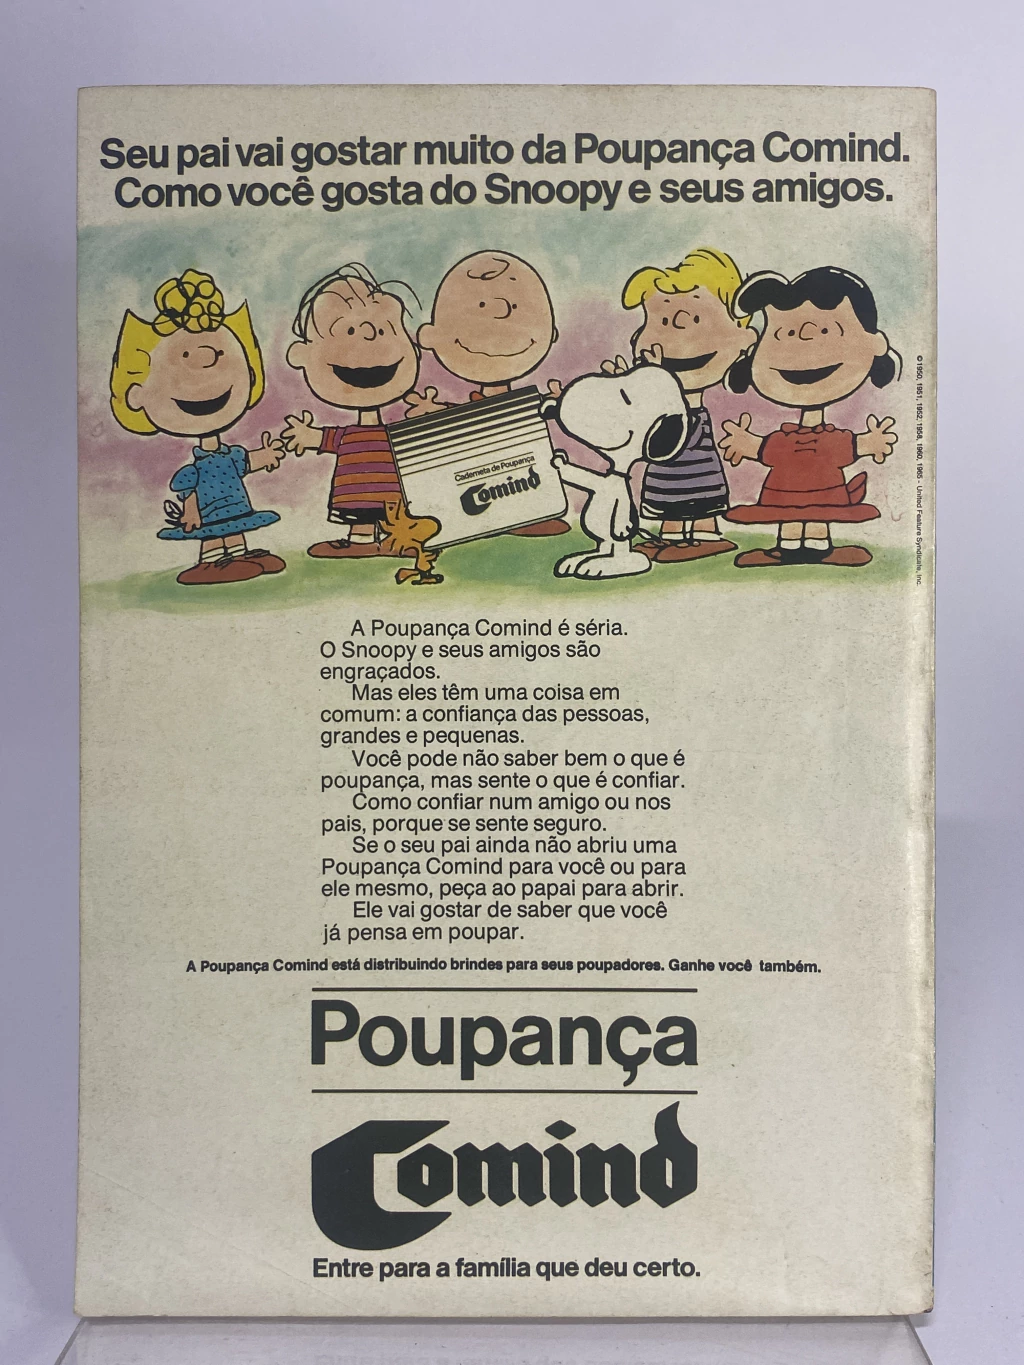 Seu pai vai gostar muito da Poupança Comind.
Como você gosta do Snoopy e seus amigos.
Caderneta de Poupança
Comind
©1950, 1951, 1952, 1958, 1960, 1965 - United Feature Syndicate, Inc.
A Poupança Comind é séria.
O Snoopy e seus amigos são
engraçados.
Mas eles têm uma coisa em
comum: a confiança das pessoas,
grandes e pequenas.
Você pode não saber bem o que é
poupança, mas sente o que é confiar.
Como confiar num amigo ou nos
pais, porque se sente seguro.
Se o seu pai ainda não abriu uma
Poupança Comind para você ou para
ele mesmo, peça ao papai para abrir.
Ele vai gostar de saber que você
já pensa em poupar.
A Poupança Comind está distribuindo brindes para seus poupadores. Ganhe você também.
Poupança
Comind
Entre para a família que deu certo.